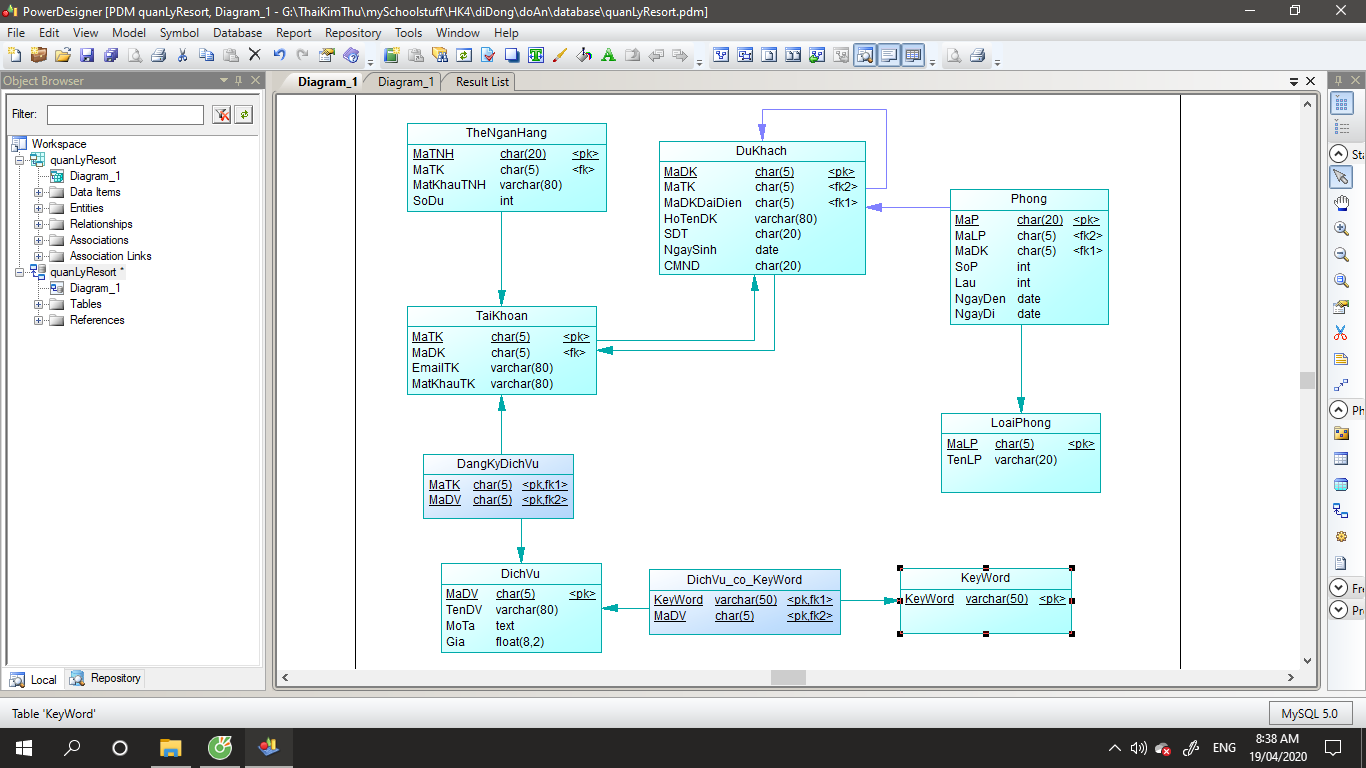 PowerDesigner [PDM quanLyResort, Diagram_1 - G:\ThaiKimThu\mySchoolstuff\HK4\diDong\doAn\database\quanLyResort.pdm]
File Edit View Model Symbol Database Report Repository Tools Window Help
Object Browser
Filter:
Workspace
quanLyResort
Diagram_1
Data Items
Entities
Relationships
Associations
Association Links
quanLyResort *
Diagram_1
Tables
References
Local Repository
Diagram_1 Diagram_1 Result List
TheNganHang
MaTNH char(20) <pk>
MaTK char(5) <fk>
MatKhauTNH varchar(80)
SoDu int
DuKhach
MaDK char(5) <pk>
MaTK char(5) <fk2>
MaDKDaiDien char(5) <fk1>
HoTenDK varchar(80)
SDT char(20)
NgaySinh date
CMND char(20)
Phong
MaP char(20) <pk>
MaLP char(5) <fk2>
MaDK char(5) <fk1>
SoP int
Lau int
NgayDen date
NgayDi date
TaiKhoan
MaTK char(5) <pk>
MaDK char(5) <fk>
EmailTK varchar(80)
MatKhauTK varchar(80)
LoaiPhong
MaLP char(5) <pk>
TenLP varchar(20)
DangKyDichVu
MaTK char(5) <pk,fk1>
MaDV char(5) <pk,fk2>
DichVu
MaDV char(5) <pk>
TenDV varchar(80)
MoTa text
Gia float(8,2)
DichVu_co_KeyWord
KeyWord varchar(50) <pk,fk1>
MaDV char(5) <pk,fk2>
KeyWord
KeyWord varchar(50) <pk>
Sta
Ph
Fre
Pre
Table 'KeyWord'
MySQL 5.0
ENG
8:38 AM
19/04/2020